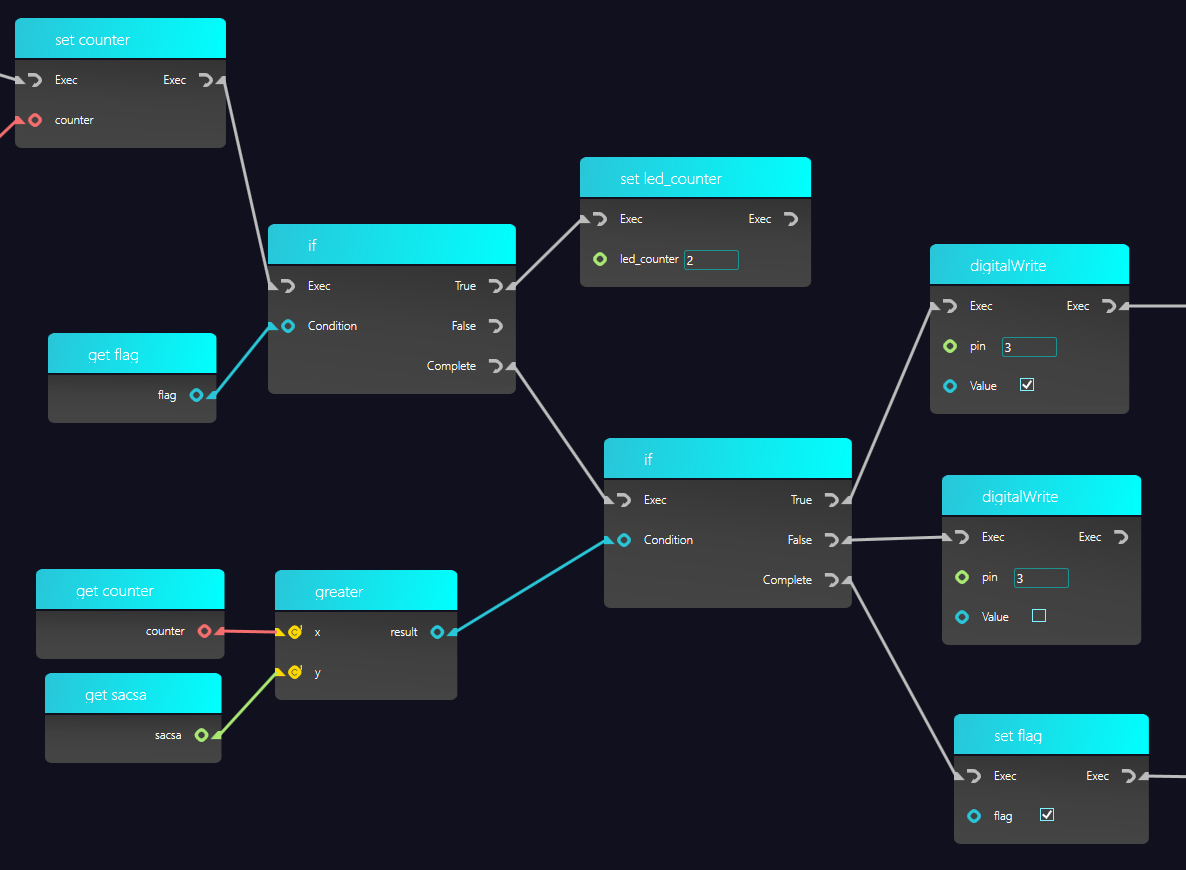 set counter
Exec Exec
counter
set led_counter
Exec Exec
led_counter 2
if
Exec True
Condition False
Complete
get flag
flag
digitalWrite
Exec Exec
pin 3
Value
if
Exec True
Condition False
Complete
digitalWrite
Exec Exec
pin 3
Value
get counter
counter
greater
x result
y
get sacsa
sacsa
set flag
Exec Exec
flag